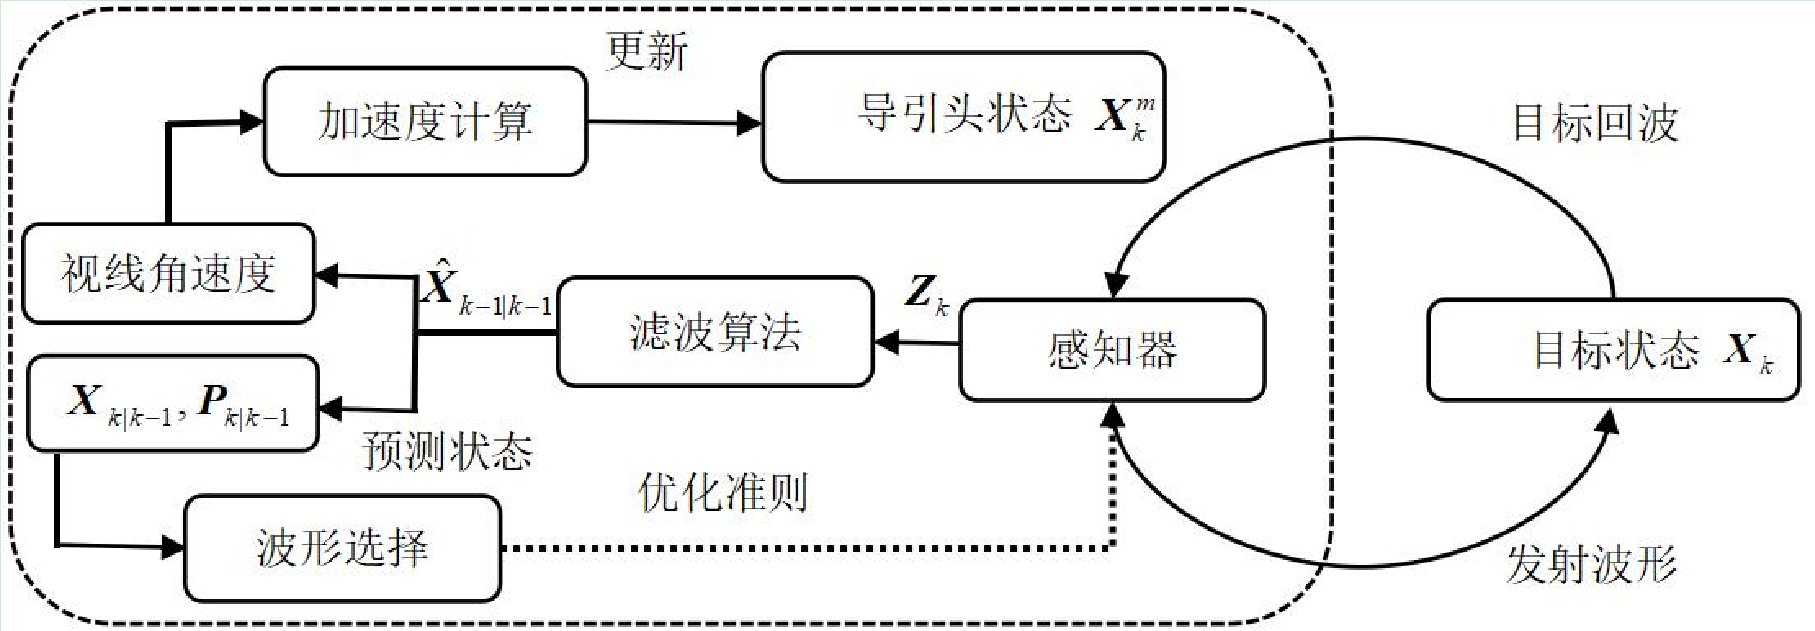 更新
加速度计算
导引头状态 X_k^m
目标回波
视线角速度
X̂_{k-1|k-1}
滤波算法
Z_k
感知器
目标状态 X_k
X_{k|k-1}, P_{k|k-1}
预测状态
优化准则
波形选择
发射波形